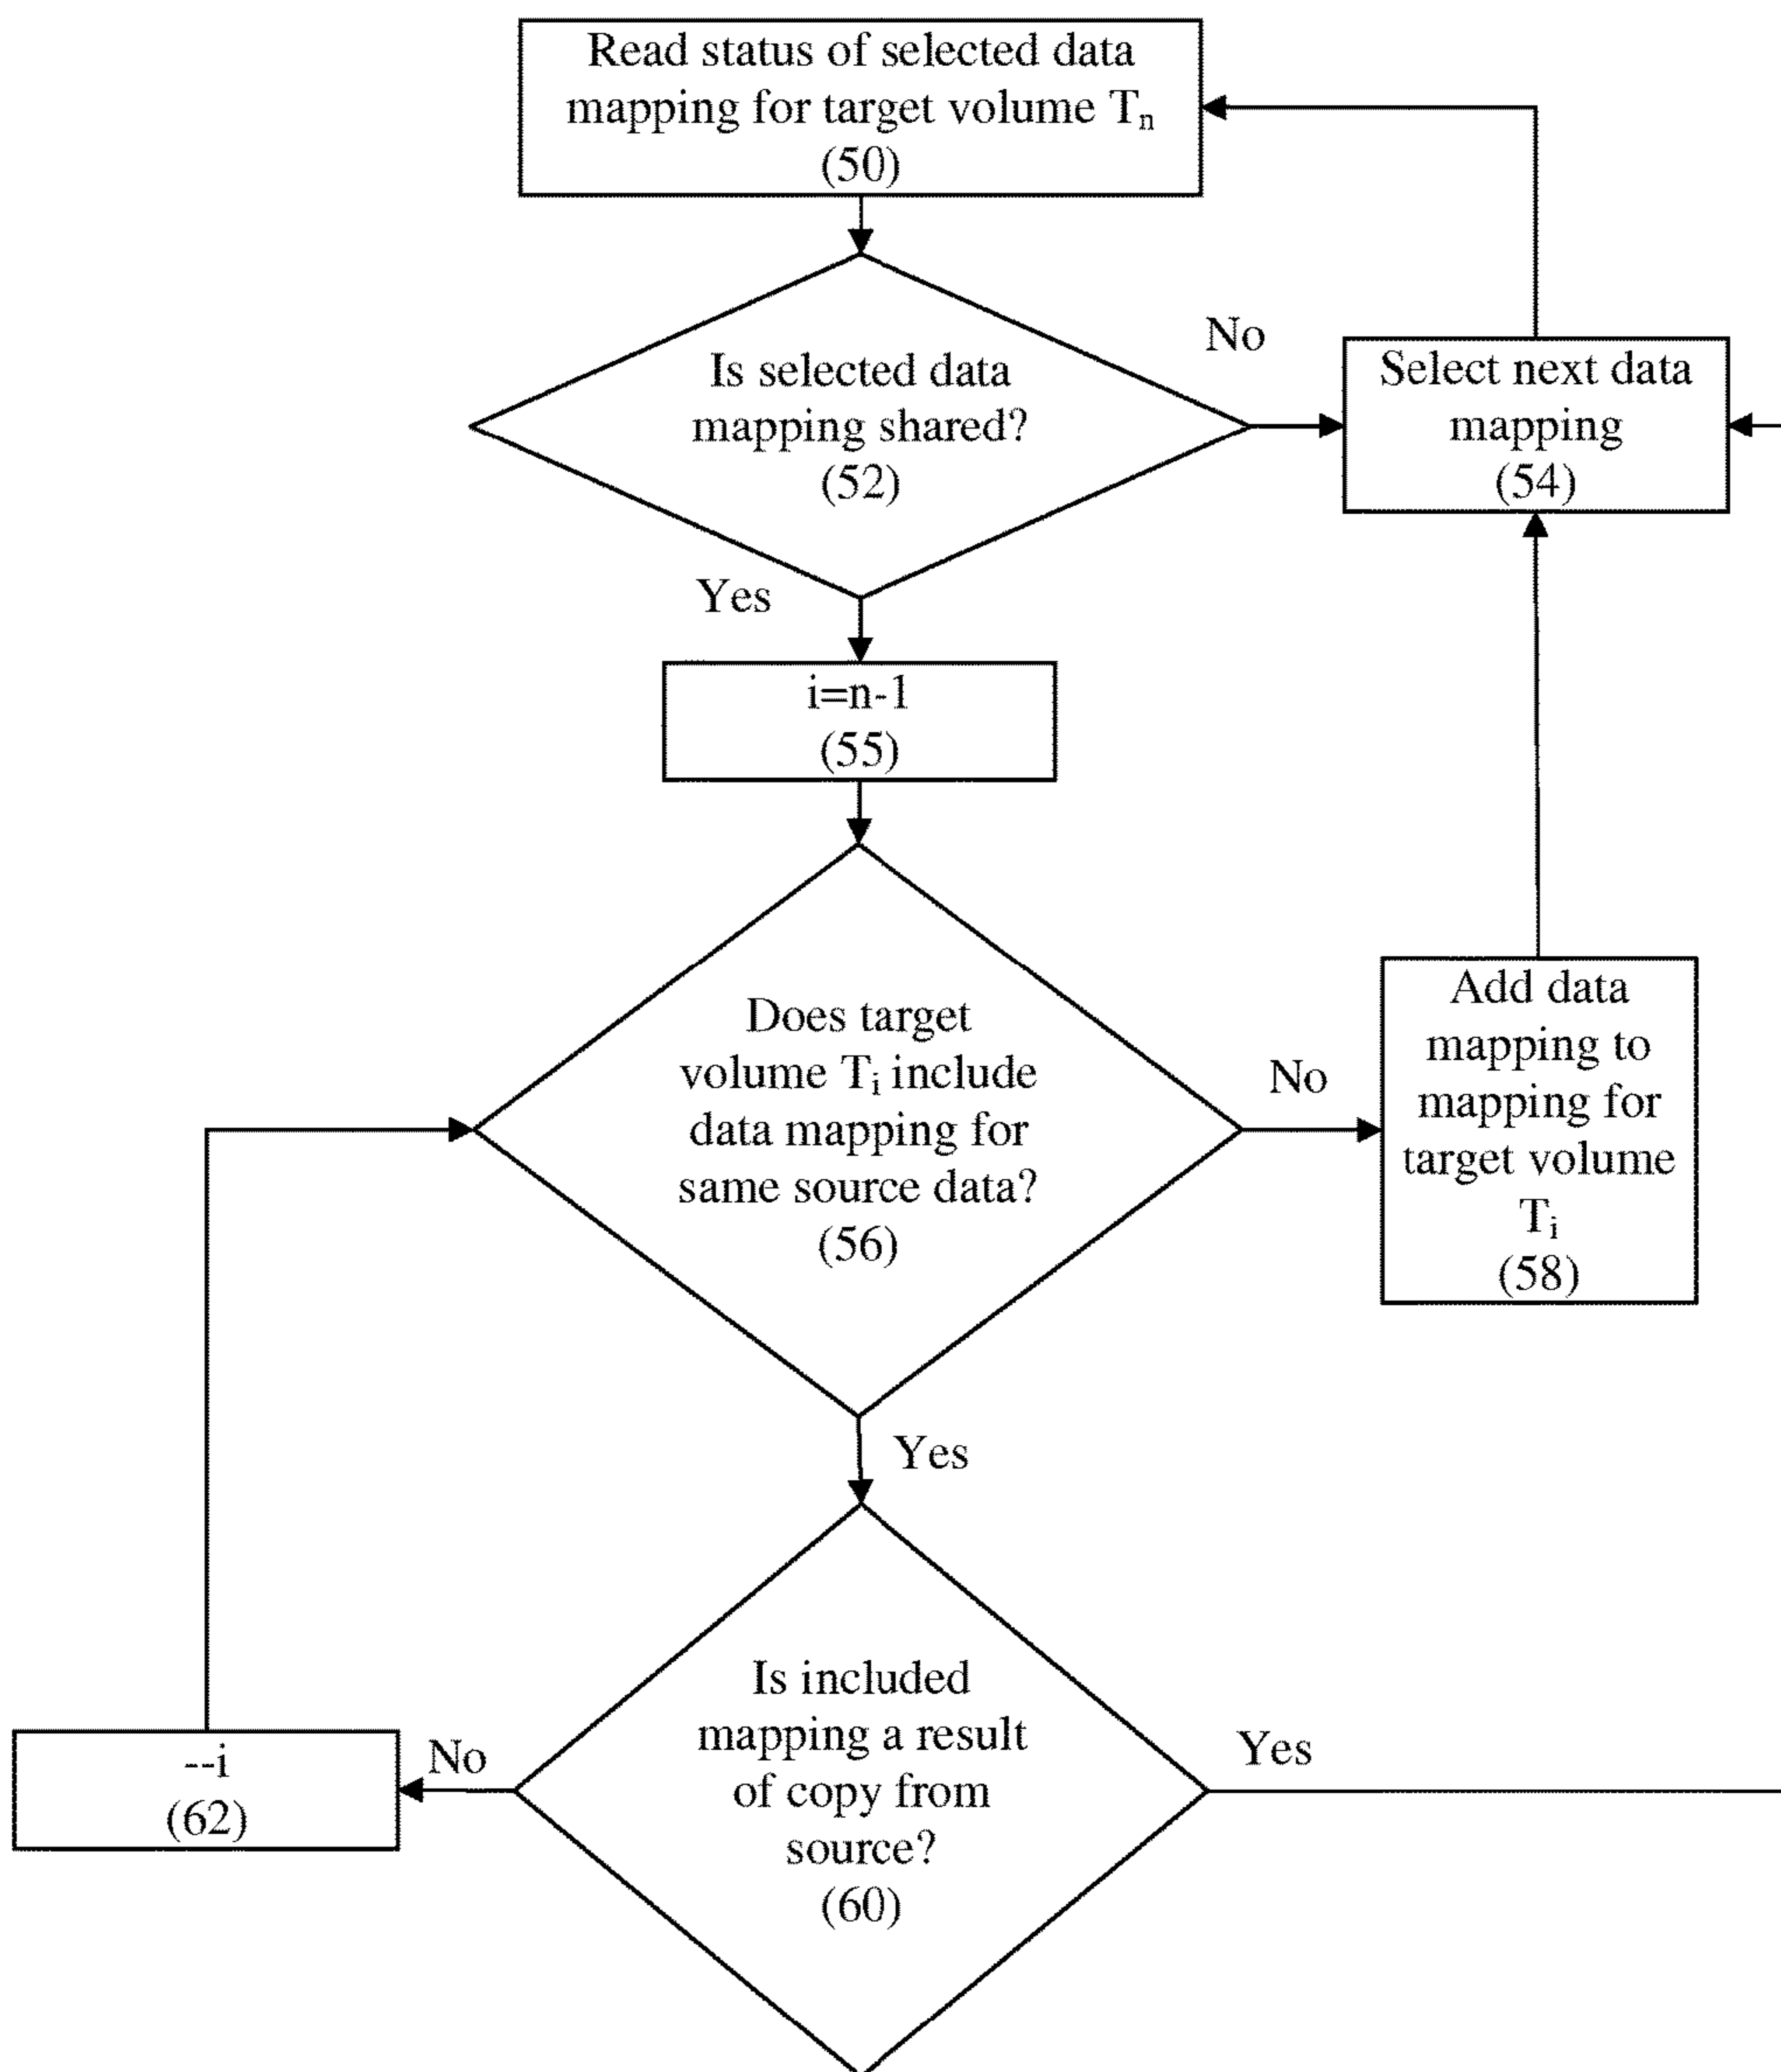 Read status of selected data
mapping for target volume Tn
(50)
Is selected data
mapping shared?
(52)
No
Select next data
mapping
(54)
Yes
i=n-1
(55)
Does target
volume Ti include
data mapping for
same source data?
(56)
No
Add data
mapping to
mapping for
target volume
Ti
(58)
Yes
Is included
mapping a result
of copy from
source?
(60)
No
--i
(62)
Yes